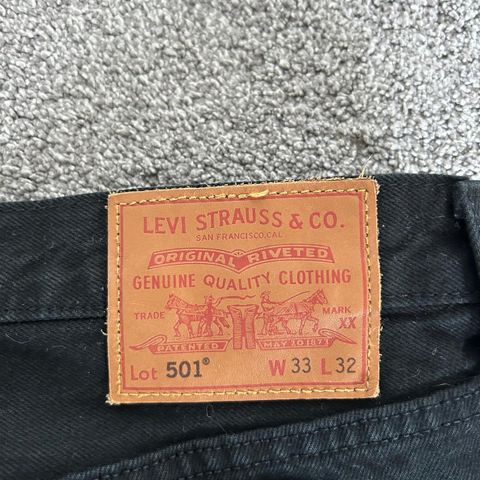 LEVI STRAUSS & CO.
SAN FRANCISCO, CAL.
ORIGINAL RIVETED
GENUINE QUALITY CLOTHING
TRADE MARK
XX
PATENTED MAY 20 187
Lot 501® W 33 L 32